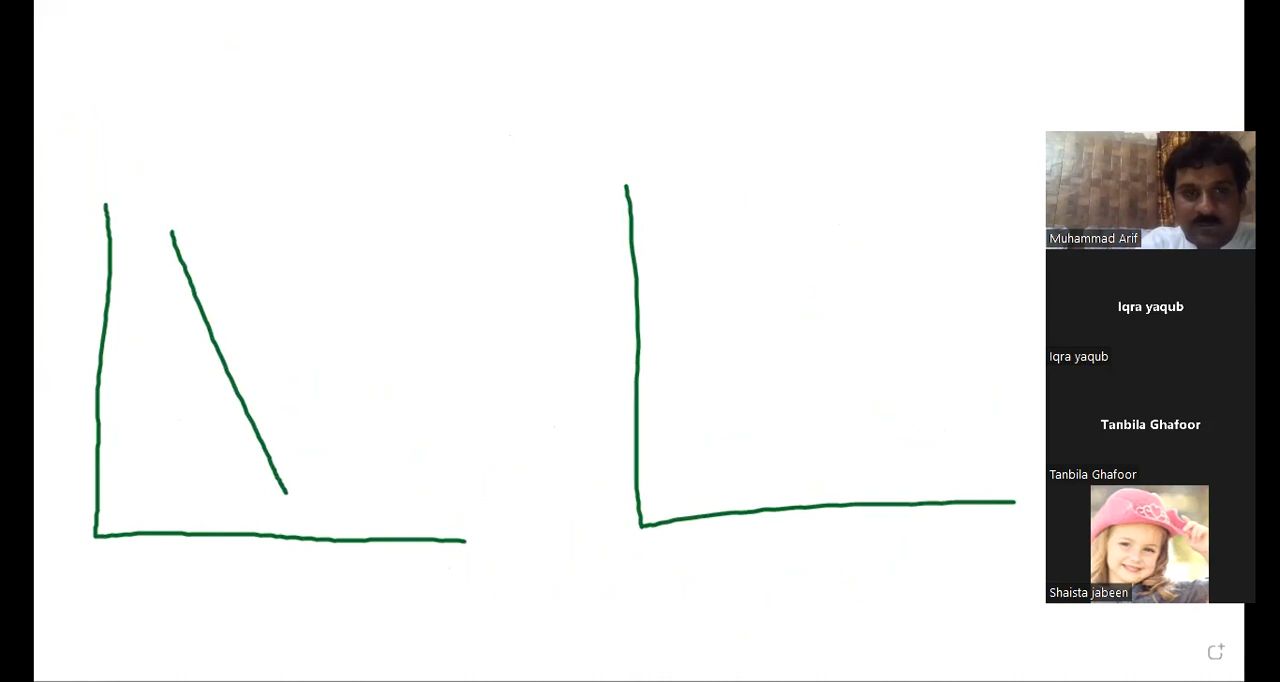 Muhammad Arif
Iqra yaqub
Iqra yaqub
Tanbila Ghafoor
Tanbila Ghafoor
Shaista jabeen